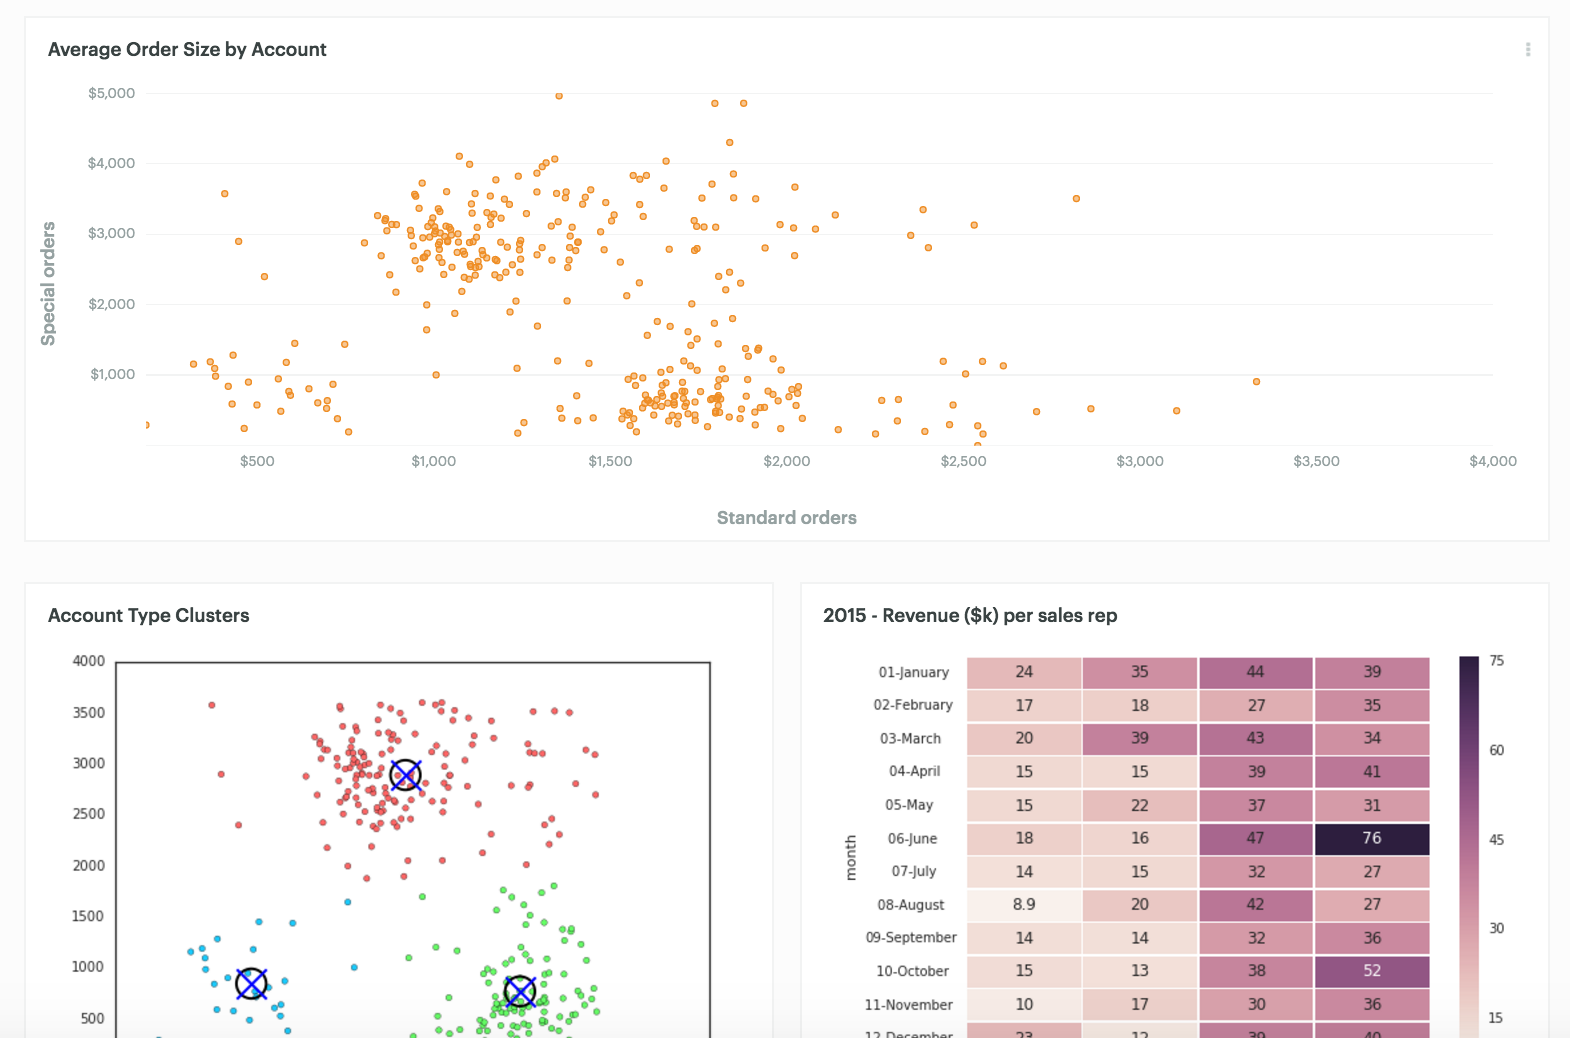 Average Order Size by Account
$5,000
$4,000
$3,000
$2,000
$1,000
Special orders
$500 $1,000 $1,500 $2,000 $2,500 $3,000 $3,500 $4,000
Standard orders
Account Type Clusters
4000
3500
3000
2500
2000
1500
1000
500
2015 - Revenue ($k) per sales rep
month
01-January 24 35 44 39
02-February 17 18 27 35
03-March 20 39 43 34
04-April 15 15 39 41
05-May 15 22 37 31
06-June 18 16 47 76
07-July 14 15 32 27
08-August 8.9 20 42 27
09-September 14 14 32 36
10-October 15 13 38 52
11-November 10 17 30 36
12-December 23 12 39 40
75
60
45
30
15